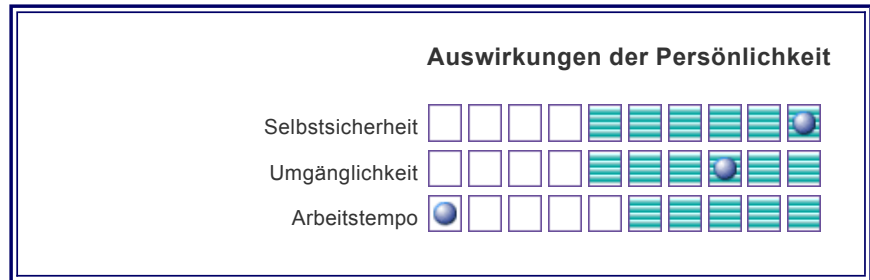 Auswirkungen der Persönlichkeit
Selbstsicherheit
Umgänglichkeit
Arbeitstempo